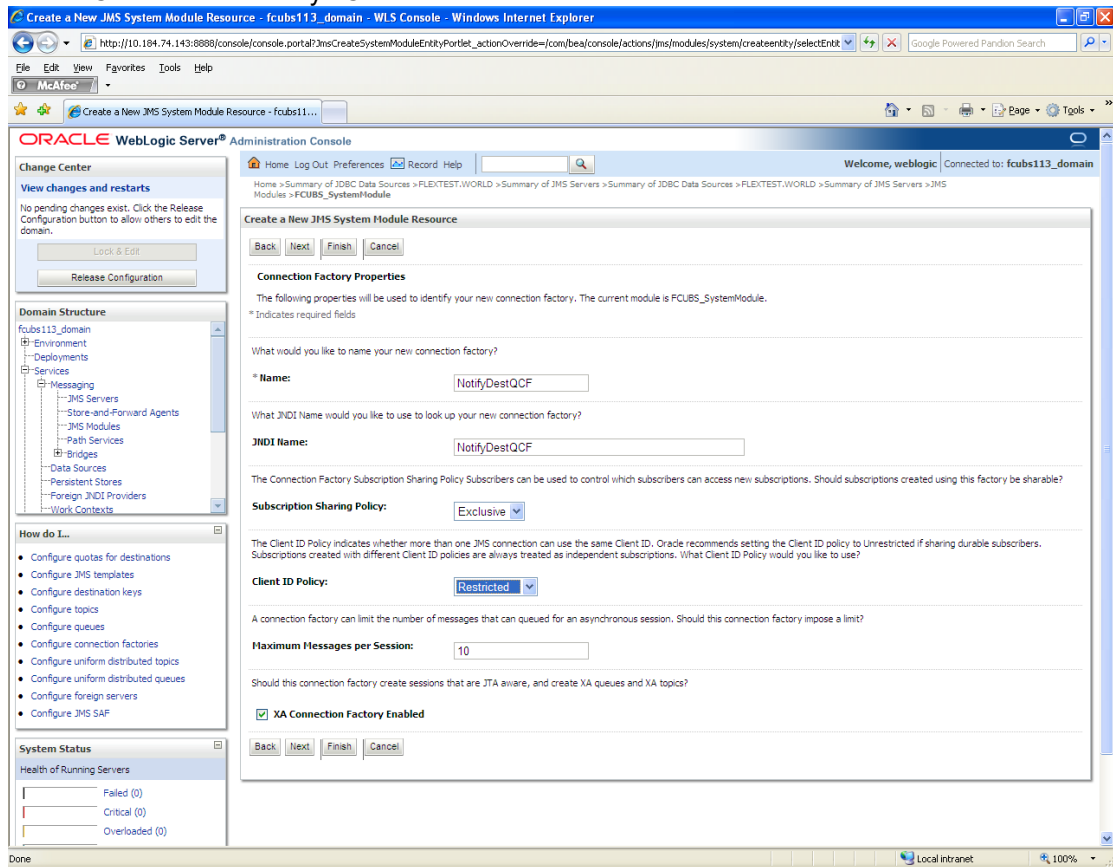 Create a New JMS System Module Resource - fcubs113_domain - WLS Console - Windows Internet Explorer
http://10.184.74.143:8888/console/console.portal?JmsCreateSystemModuleEntityPortlet_actionOverride=/com/bea/console/actions/jms/modules/system/createentity/selectEntit
Google Powered Pandion Search
File Edit View Favorites Tools Help
McAfee
Create a New JMS System Module Resource - fcubs11...
Page Tools
ORACLE WebLogic Server® Administration Console
Change Center
View changes and restarts
No pending changes exist. Click the Release
Configuration button to allow others to edit the
domain.
Lock & Edit
Release Configuration
Domain Structure
fcubs113_domain
Environment
Deployments
Services
Messaging
JMS Servers
Store-and-Forward Agents
JMS Modules
Path Services
Bridges
Data Sources
Persistent Stores
Foreign JNDI Providers
Work Contexts
How do I...
Configure quotas for destinations
Configure JMS templates
Configure destination keys
Configure topics
Configure queues
Configure connection factories
Configure uniform distributed topics
Configure uniform distributed queues
Configure foreign servers
Configure JMS SAF
System Status
Health of Running Servers
Failed (0)
Critical (0)
Overloaded (0)
Home Log Out Preferences Record Help
Welcome, weblogic Connected to: fcubs113_domain
Home >Summary of JDBC Data Sources >FLEXTEST.WORLD >Summary of JMS Servers >Summary of JDBC Data Sources >FLEXTEST.WORLD >Summary of JMS Servers >JMS
Modules >FCUBS_SystemModule
Create a New JMS System Module Resource
Back Next Finish Cancel
Connection Factory Properties
The following properties will be used to identify your new connection factory. The current module is FCUBS_SystemModule.
* Indicates required fields
What would you like to name your new connection factory?
* Name: NotifyDestQCF
What JNDI Name would you like to use to look up your new connection factory?
JNDI Name: NotifyDestQCF
The Connection Factory Subscription Sharing Policy Subscribers can be used to control which subscribers can access new subscriptions. Should subscriptions created using this factory be sharable?
Subscription Sharing Policy: Exclusive
The Client ID Policy indicates whether more than one JMS connection can use the same Client ID. Oracle recommends setting the Client ID policy to Unrestricted if sharing durable subscribers.
Subscriptions created with different Client ID policies are always treated as independent subscriptions. What Client ID Policy would you like to use?
Client ID Policy: Restricted
A connection factory can limit the number of messages that can queued for an asynchronous session. Should this connection factory impose a limit?
Maximum Messages per Session: 10
Should this connection factory create sessions that are JTA aware, and create XA queues and XA topics?
XA Connection Factory Enabled
Back Next Finish Cancel
Done
Local intranet
100%